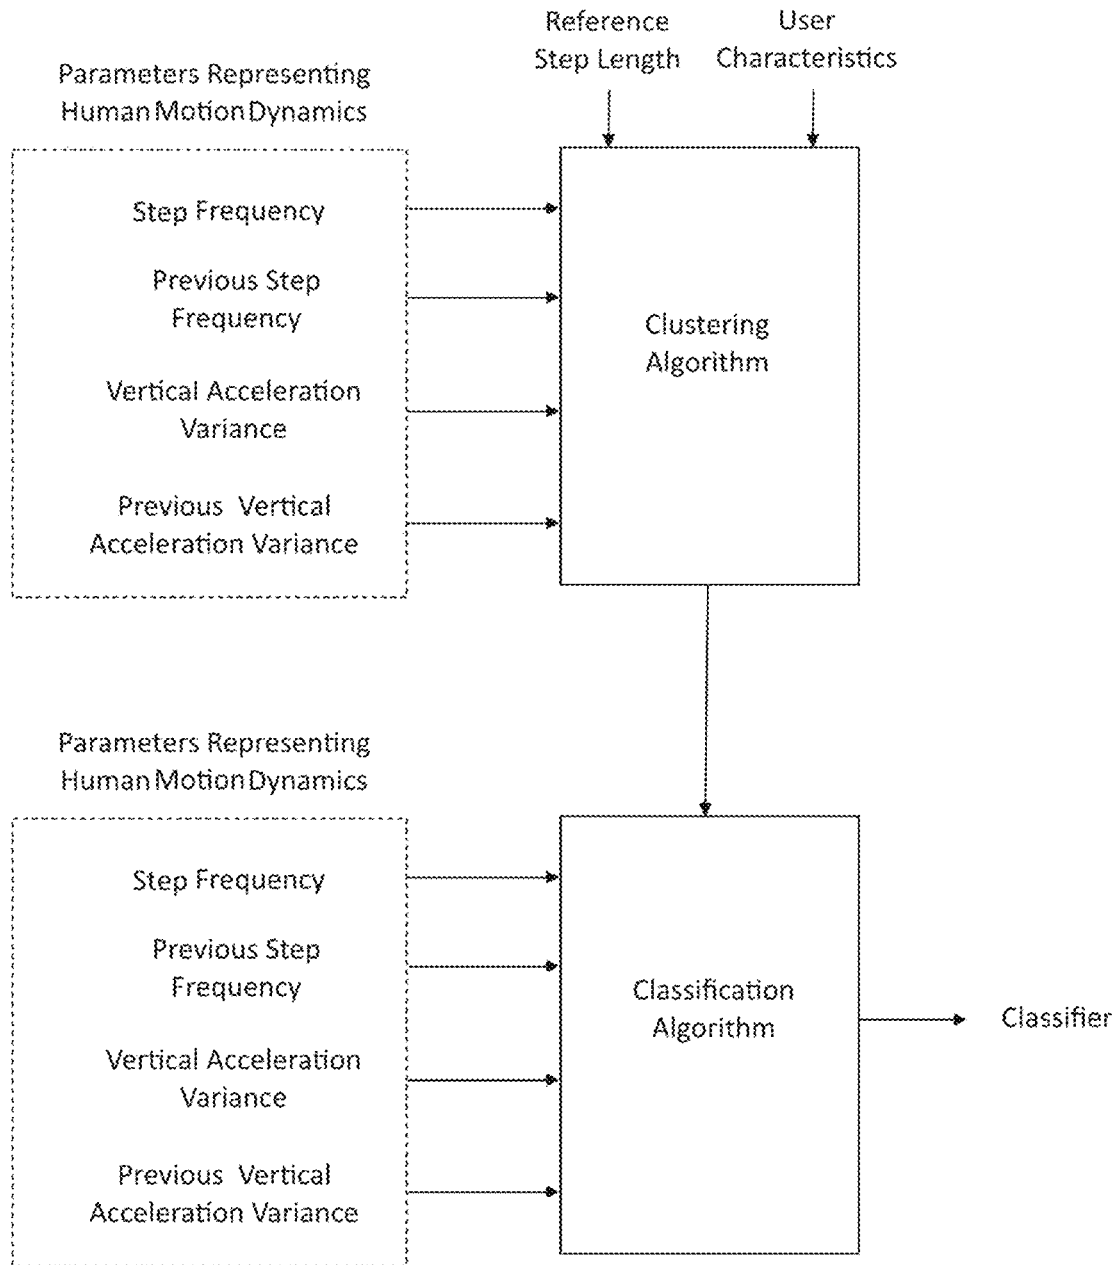 Reference
Step Length
User
Characteristics
Parameters Representing
Human Motion Dynamics
Step Frequency
Previous Step
Frequency
Vertical Acceleration
Variance
Previous Vertical
Acceleration Variance
Clustering
Algorithm
Parameters Representing
Human Motion Dynamics
Step Frequency
Previous Step
Frequency
Vertical Acceleration
Variance
Previous Vertical
Acceleration Variance
Classification
Algorithm
Classifier